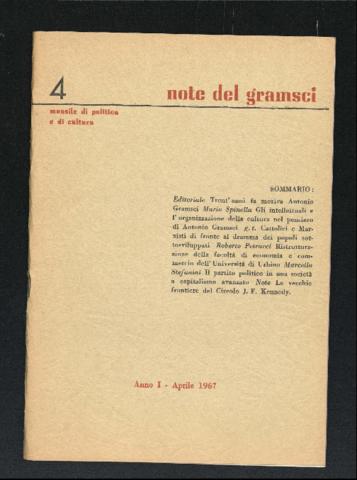 4 note del gramsci
mensile di politica
e di cultura
SOMMARIO:
Editoriale Trent'anni fa moriva Antonio
Gramsci Mario Spinella Gli intellettuali e
l'organizzazione della cultura nel pensiero
di Antonio Gramsci g. t. Cattolici e Mar-
xisti di fronte al dramma dei popoli sot-
tosviluppati Roberto Petrucci Ristruttura-
zione della facoltà di economia e com-
mercio dell'Università di Urbino Marcello
Stefanini Il partito politico in una società
a capitalismo avanzato Note Le vecchie
frontiere del Circolo J. F. Kennedy.
Anno I - Aprile 1967